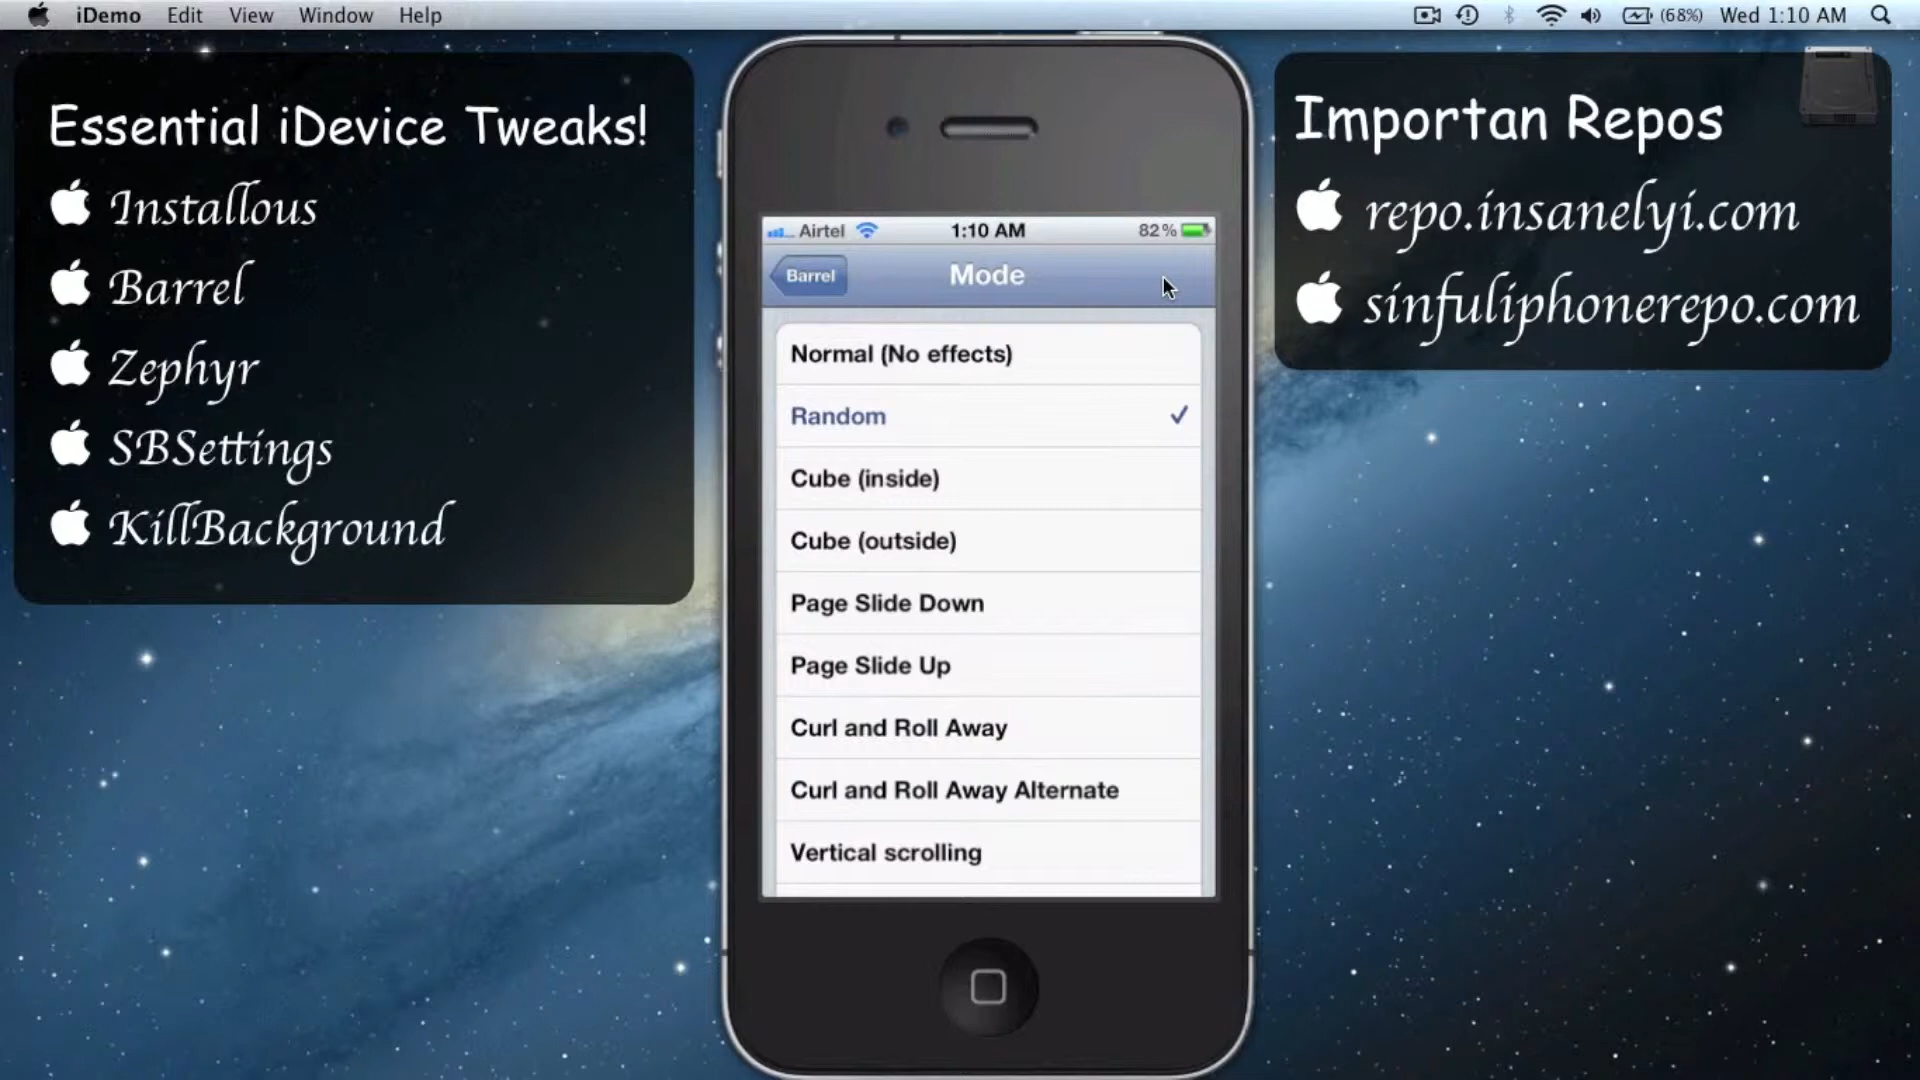 iDemo Edit View Window Help (68%) Wed 1:10 AM
Essential iDevice Tweaks!
Installous
Barrel
Zephyr
SBSettings
KillBackground
Airtel 1:10 AM 82%
Barrel Mode
Normal (No effects)
Random
Cube (inside)
Cube (outside)
Page Slide Down
Page Slide Up
Curl and Roll Away
Curl and Roll Away Alternate
Vertical scrolling
Importan Repos
repo.insanelyi.com
sinfuliphonerepo.com